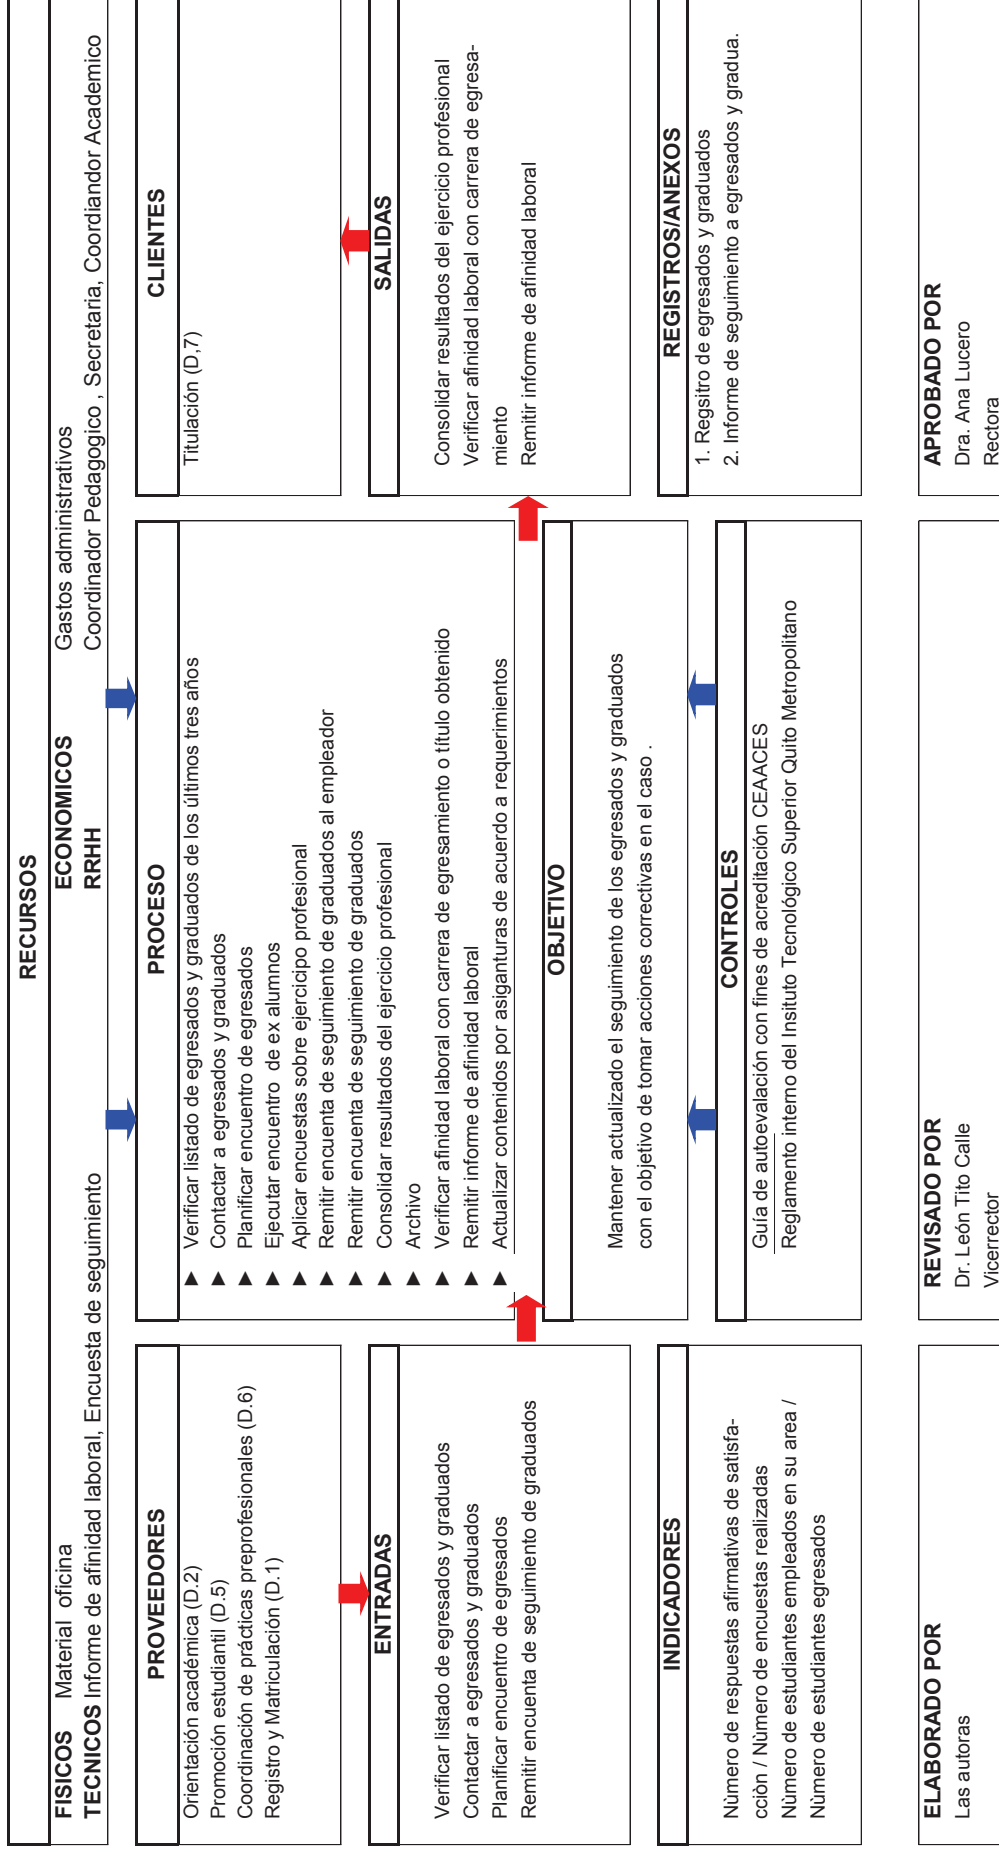 RECURSOS
FISICOS Material oficina
ECONOMICOS Gastos administrativos
TECNICOS Informe de afinidad laboral, Encuesta de seguimiento
RRHH Coordinador Pedagogico , Secretaria, Coordiandor Academico
PROVEEDORES
Orientación académica (D.2)
Promoción estudiantil (D.5)
Coordinación de prácticas preprofesionales (D.6)
Registro y Matriculación (D.1)
ENTRADAS
Verificar listado de egresados y graduados
Contactar a egresados y graduados
Planificar encuentro de egresados
Remitir encuenta de seguimiento de graduados
INDICADORES
Nùmero de respuestas afirmativas de satisfa-
cciòn / Nùmero de encuestas realizadas
Nùmero de estudiantes empleados en su area /
Nùmero de estudiantes egresados
PROCESO
▲ Verificar listado de egresados y graduados de los últimos tres años
▲ Contactar a egresados y graduados
▲ Planificar encuentro de egresados
▲ Ejecutar encuentro de ex alumnos
▲ Aplicar encuestas sobre ejercicipo profesional
▲ Remitir encuenta de seguimiento de graduados al empleador
▲ Remitir encuenta de seguimiento de graduados
▲ Consolidar resultados del ejercicio profesional
▲ Archivo
▲ Verificar afinidad laboral con carrera de egresamiento o título obtenido
▲ Remitir informe de afinidad laboral
▲ Actualizar contenidos por asiganturas de acuerdo a requerimientos
OBJETIVO
Mantener actualizado el seguimiento de los egresados y graduados
con el objetivo de tomar acciones correctivas en el caso .
CONTROLES
Guía de autoevalación con fines de acreditación CEAACES
Reglamento interno del Insituto Tecnológico Superior Quito Metropolitano
CLIENTES
Titulación (D,7)
SALIDAS
Consolidar resultados del ejercicio profesional
Verificar afinidad laboral con carrera de egresa-
miento
Remitir informe de afinidad laboral
REGISTROS/ANEXOS
1. Regsitro de egresados y graduados
2. Informe de seguimiento a egresados y gradua.
ELABORADO POR
Las autoras
REVISADO POR
Dr. León Tito Calle
Vicerrector
APROBADO POR
Dra. Ana Lucero
Rectora